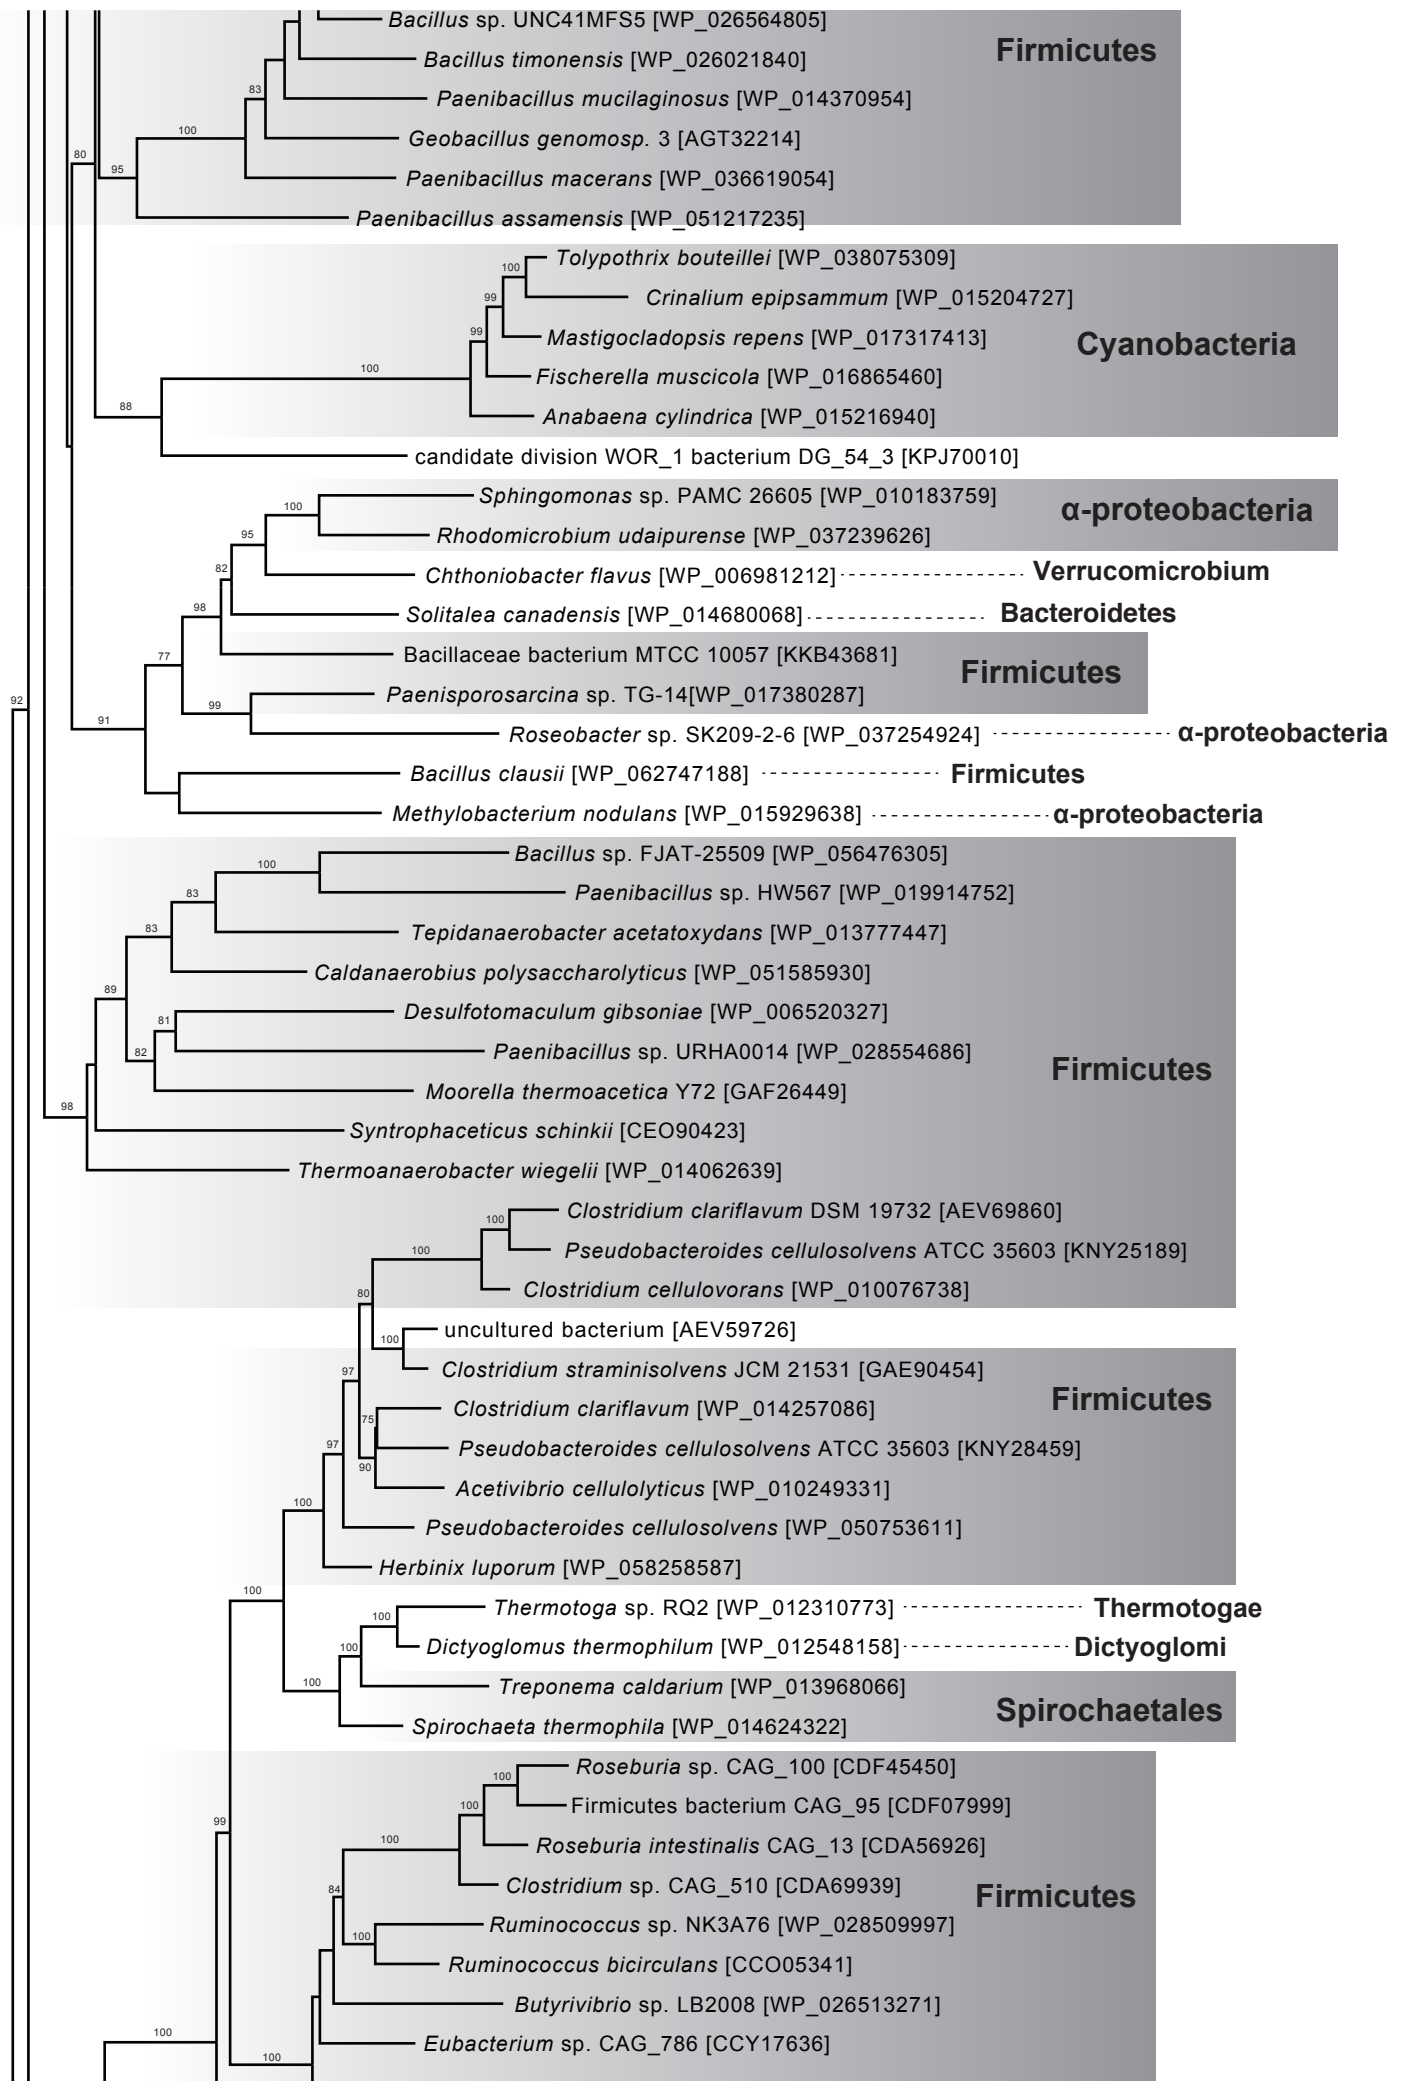 Bacillus sp. UNC41MFS5 [WP_026564805]
Firmicutes
Bacillus timonensis [WP_026021840]
83
Paenibacillus mucilaginosus [WP_014370954]
100
Geobacillus genomosp. 3 [AGT32214]
80
95
Paenibacillus macerans [WP_036619054]
Paenibacillus assamensis [WP_051217235]
Tolypothrix bouteillei [WP_038075309]
100
Crinalium epipsammum [WP_015204727]
99
Mastigocladopsis repens [WP_017317413]
Cyanobacteria
99
100
Fischerella muscicola [WP_016865460]
88
Anabaena cylindrica [WP_015216940]
candidate division WOR_1 bacterium DG_54_3 [KPJ70010]
Sphingomonas sp. PAMC 26605 [WP_010183759]
α-proteobacteria
100
95
Rhodomicrobium udaipurense [WP_037239626]
82
Chthoniobacter flavus [WP_006981212] Verrucomicrobium
98
Solitalea canadensis [WP_014680068] Bacteroidetes
77
Bacillaceae bacterium MTCC 10057 [KKB43681]
Firmicutes
Paenisporosarcina sp. TG-14[WP_017380287]
92
99
91
Roseobacter sp. SK209-2-6 [WP_037254924] α-proteobacteria
Bacillus clausii [WP_062747188] Firmicutes
Methylobacterium nodulans [WP_015929638] α-proteobacteria
Bacillus sp. FJAT-25509 [WP_056476305]
100
83
Paenibacillus sp. HW567 [WP_019914752]
83
Tepidanaerobacter acetatoxydans [WP_013777447]
Caldanaerobius polysaccharolyticus [WP_051585930]
89
Desulfotomaculum gibsoniae [WP_006520327]
81
82
Paenibacillus sp. URHA0014 [WP_028554686]
Firmicutes
Moorella thermoacetica Y72 [GAF26449]
98
Syntrophaceticus schinkii [CEO90423]
Thermoanaerobacter wiegelii [WP_014062639]
Clostridium clariflavum DSM 19732 [AEV69860]
100
100
Pseudobacteroides cellulosolvens ATCC 35603 [KNY25189]
Clostridium cellulovorans [WP_010076738]
80
uncultured bacterium [AEV59726]
100
97
Clostridium straminisolvens JCM 21531 [GAE90454]
Firmicutes
Clostridium clariflavum [WP_014257086]
75
97
Pseudobacteroides cellulosolvens ATCC 35603 [KNY28459]
90
Acetivibrio cellulolyticus [WP_010249331]
100
Pseudobacteroides cellulosolvens [WP_050753611]
Herbinix luporum [WP_058258587]
100
Thermotoga sp. RQ2 [WP_012310773] Thermotogae
100
100
Dictyoglomus thermophilum [WP_012548158] Dictyoglomi
100
Treponema caldarium [WP_013968066]
Spirochaetales
Spirochaeta thermophila [WP_014624322]
Roseburia sp. CAG_100 [CDF45450]
100
Firmicutes bacterium CAG_95 [CDF07999]
100
99
100
Roseburia intestinalis CAG_13 [CDA56926]
Clostridium sp. CAG_510 [CDA69939]
Firmicutes
84
Ruminococcus sp. NK3A76 [WP_028509997]
100
Ruminococcus bicirculans [CCO05341]
Butyrivibrio sp. LB2008 [WP_026513271]
100
Eubacterium sp. CAG_786 [CCY17636]
100